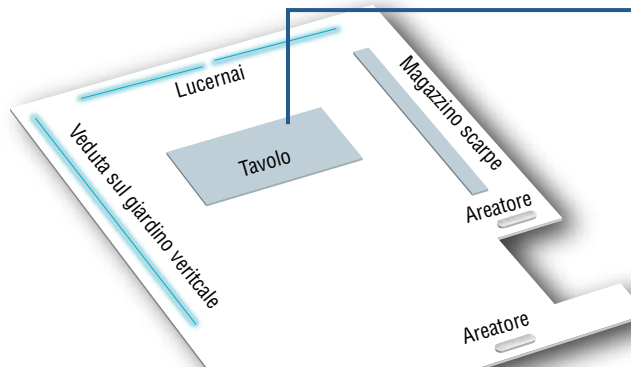 Lucernai
Magazzino scarpe
Veduta sul giardino veritcale
Tavolo
Areatore
Areatore